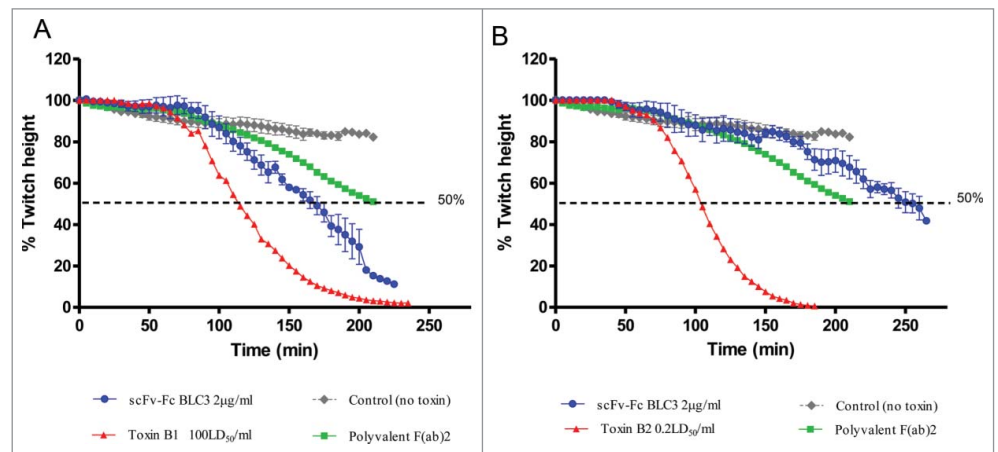 A
% Twitch height
120
100
80
60
40
20
0
50%
0 50 100 150 200 250
Time (min)
scFv-Fc BLC3 2µg/ml
Control (no toxin)
Toxin B1 100LD₅₀/ml
Polyvalent F(ab)2
B
% Twitch height
120
100
80
60
40
20
0
50%
0 50 100 150 200 250
Time (min)
scFv-Fc BLC3 2µg/ml
Control (no toxin)
Toxin B2 0.2LD₅₀/ml
Polyvalent F(ab)2